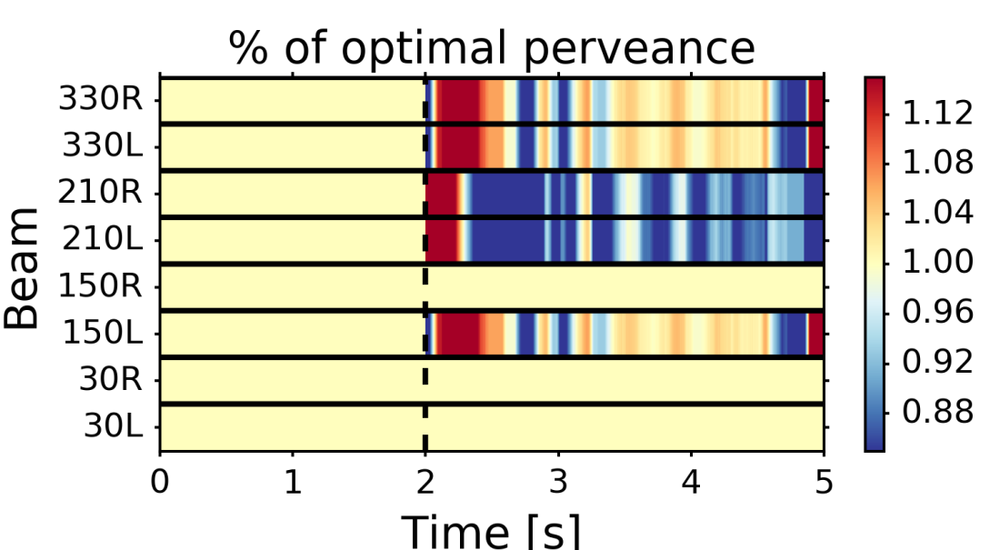 % of optimal perveance
330R
330L
210R
210L
150R
150L
30R
30L
Beam
0 1 2 3 4 5
Time [s]
1.12
1.08
1.04
1.00
0.96
0.92
0.88